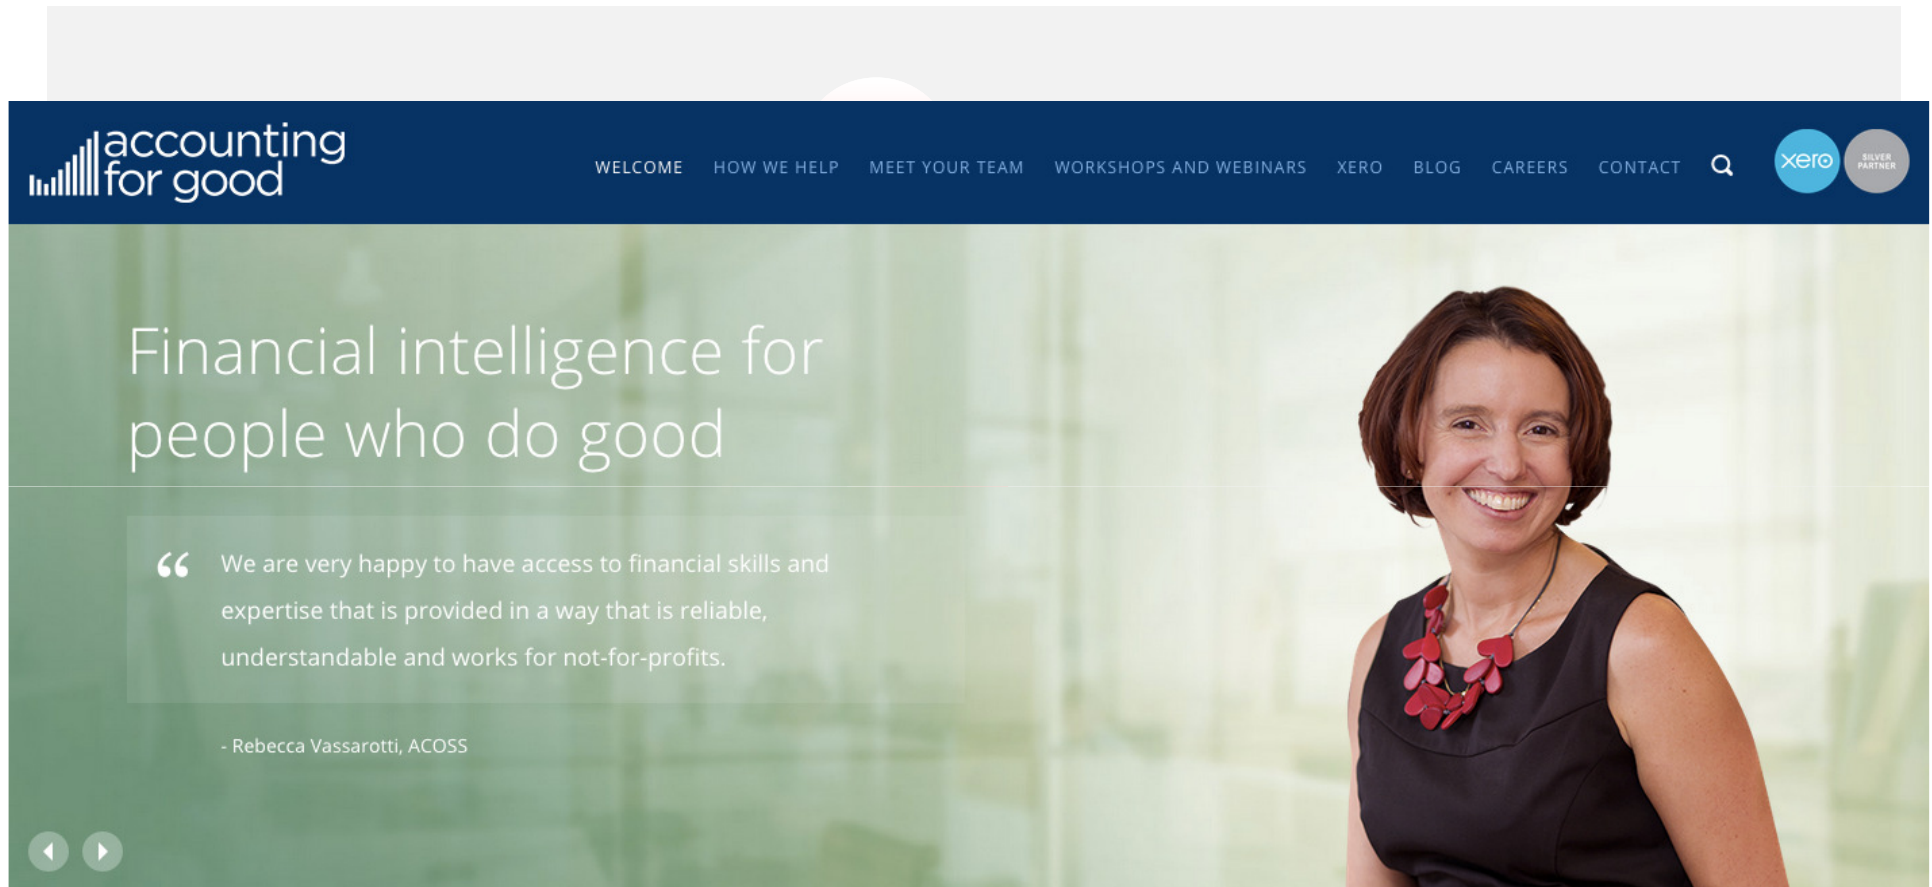 accounting
for good
WELCOME HOW WE HELP MEET YOUR TEAM WORKSHOPS AND WEBINARS XERO BLOG CAREERS CONTACT
xero
SILVER
PARTNER
Financial intelligence for
people who do good
“ We are very happy to have access to financial skills and
expertise that is provided in a way that is reliable,
understandable and works for not-for-profits.
- Rebecca Vassarotti, ACOSS